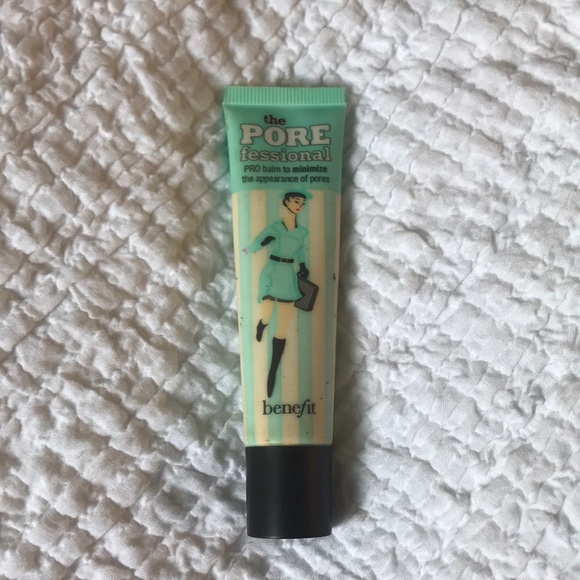 the
PORE
fessional
PRO balm to minimize
the appearance of pores
benefit